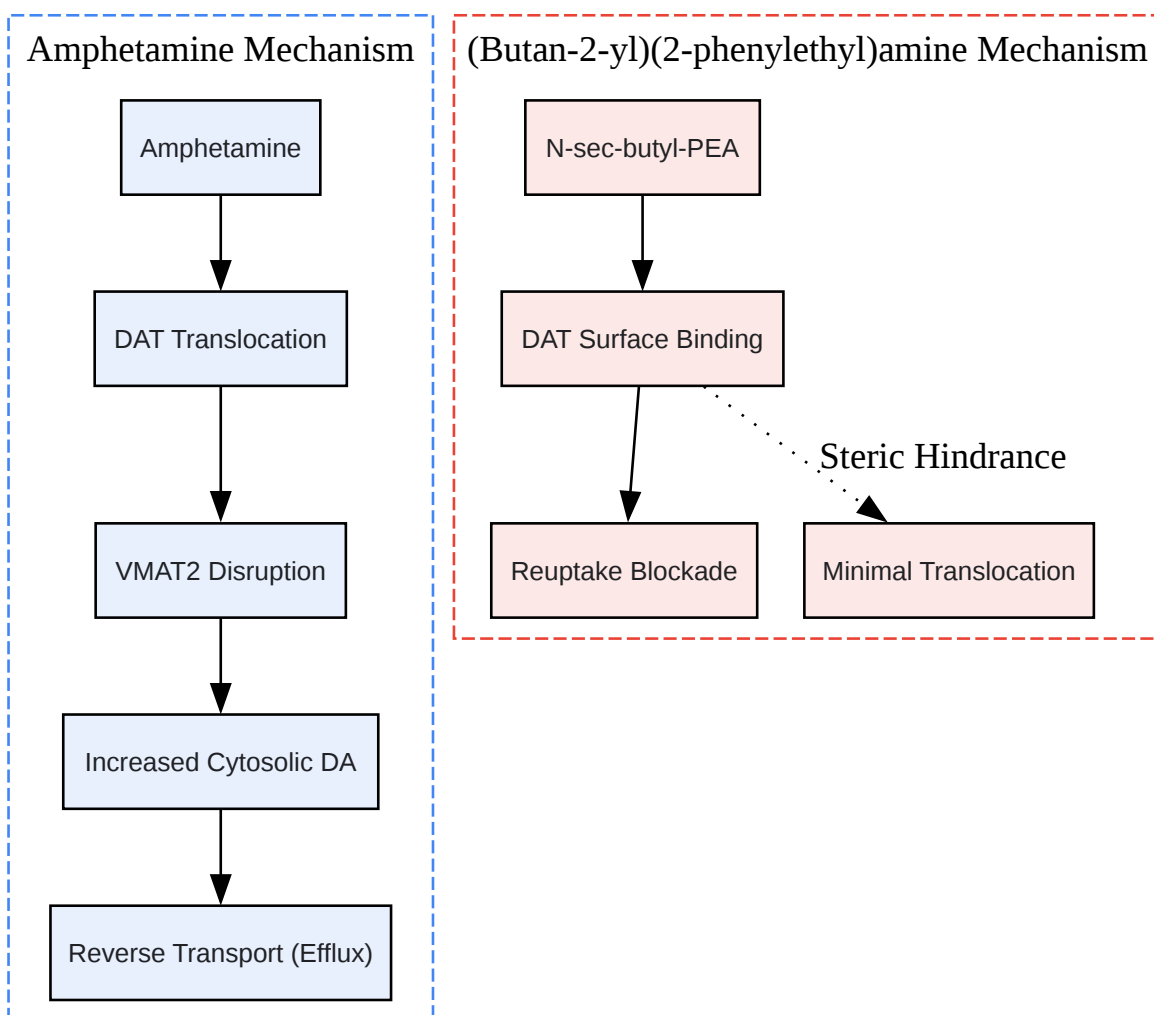 Amphetamine Mechanism
Amphetamine
DAT Translocation
VMAT2 Disruption
Increased Cytosolic DA
Reverse Transport (Efflux)
(Butan-2-yl)(2-phenylethyl)amine Mechanism
N-sec-butyl-PEA
DAT Surface Binding
Steric Hindrance
Reuptake Blockade
Minimal Translocation